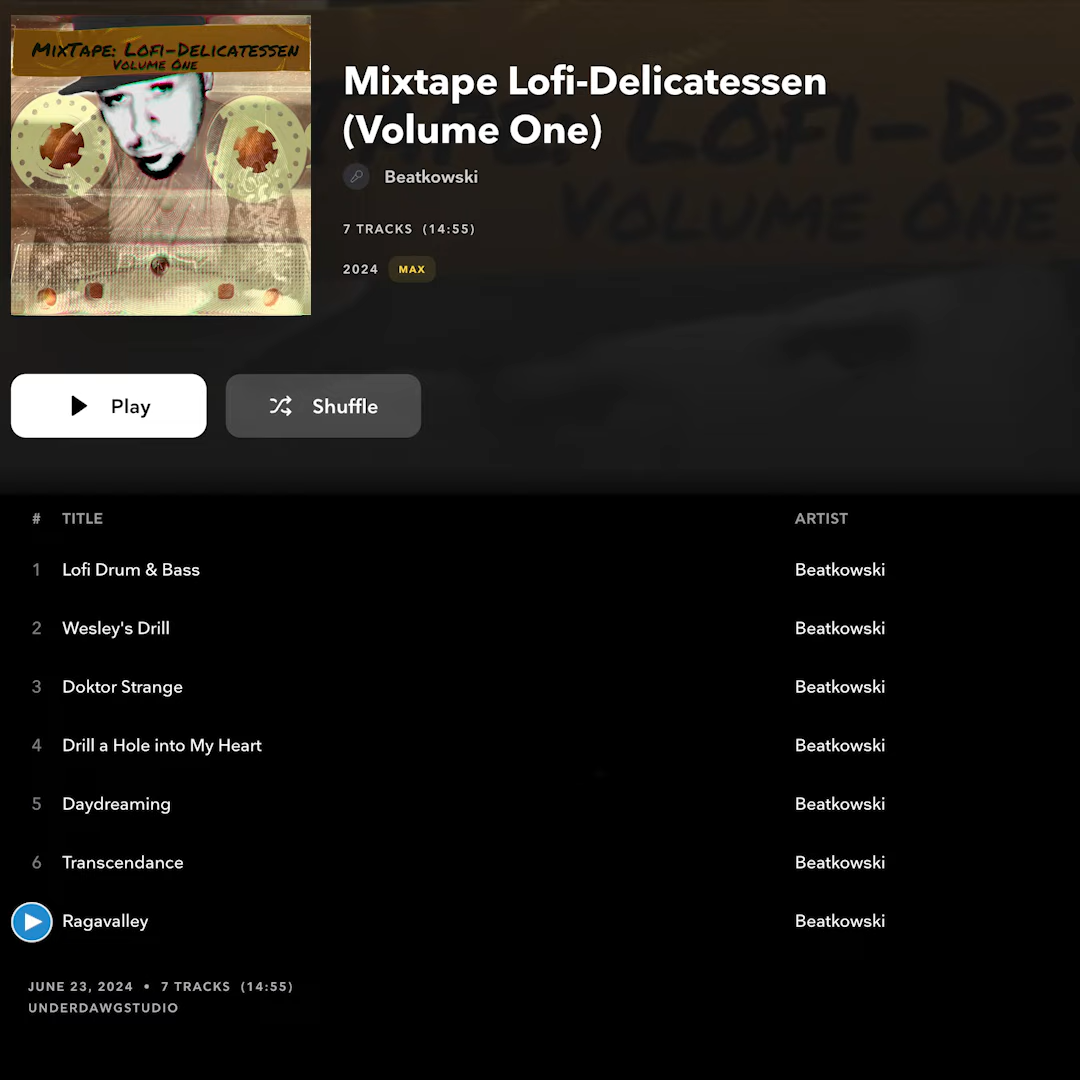 MIXTAPE: LOFI-DELICATESSEN
VOLUME ONE
Mixtape Lofi-Delicatessen
(Volume One)
Beatkowski
7 TRACKS (14:55)
2024 MAX
Play Shuffle
# TITLE ARTIST
1 Lofi Drum & Bass Beatkowski
2 Wesley's Drill Beatkowski
3 Doktor Strange Beatkowski
4 Drill a Hole into My Heart Beatkowski
5 Daydreaming Beatkowski
6 Transcendance Beatkowski
Ragavalley Beatkowski
JUNE 23, 2024 • 7 TRACKS (14:55)
UNDERDAWGSTUDIO